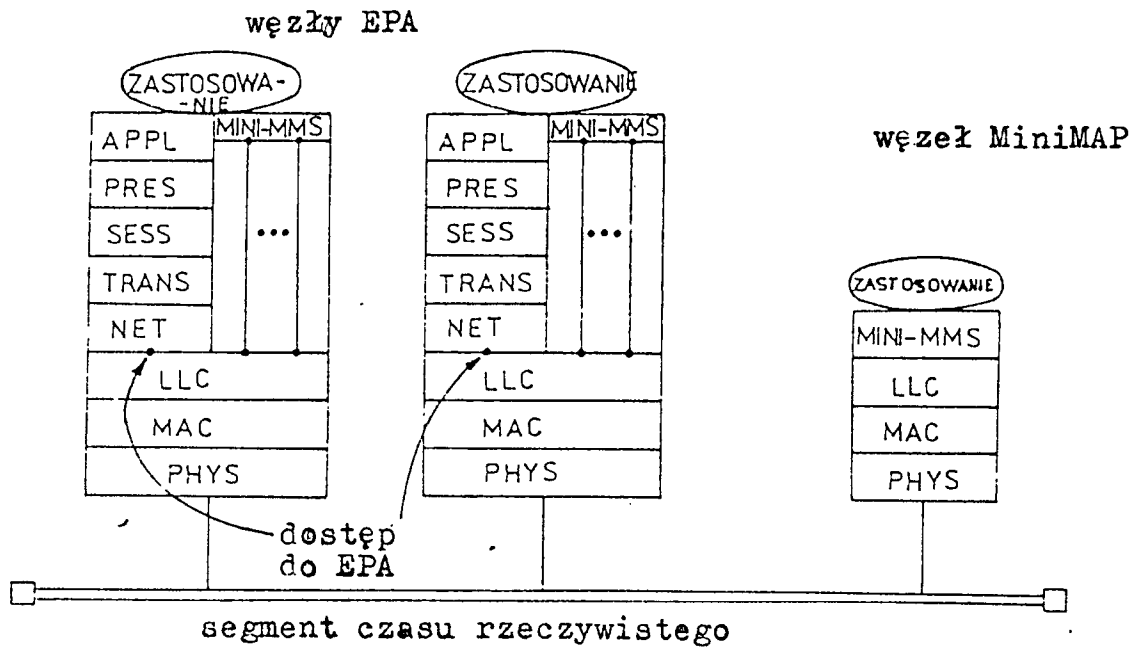 węzły EPA
ZASTOSOWA-
-NIE
APPL
MINI-MMS
PRES
SESS
...
TRANS
NET
LLC
MAC
PHYS
ZASTOSOWANIE
APPL
MINI-MMS
PRES
SESS
...
TRANS
NET
LLC
MAC
PHYS
węzeł MiniMAP
ZASTOSOWANIE
MINI-MMS
LLC
MAC
PHYS
dostęp
do EPA
segment czasu rzeczywistego